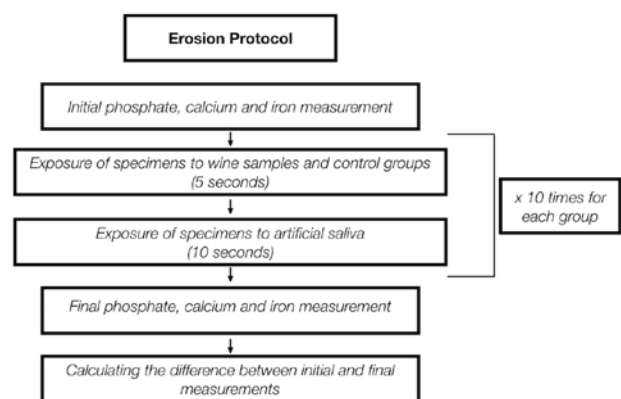 Erosion Protocol
Initial phosphate, calcium and iron measurement
Exposure of specimens to wine samples and control groups
(5 seconds)
x 10 times for
each group
Exposure of specimens to artificial saliva
(10 seconds)
Final phosphate, calcium and iron measurement
Calculating the difference between initial and final
measurements